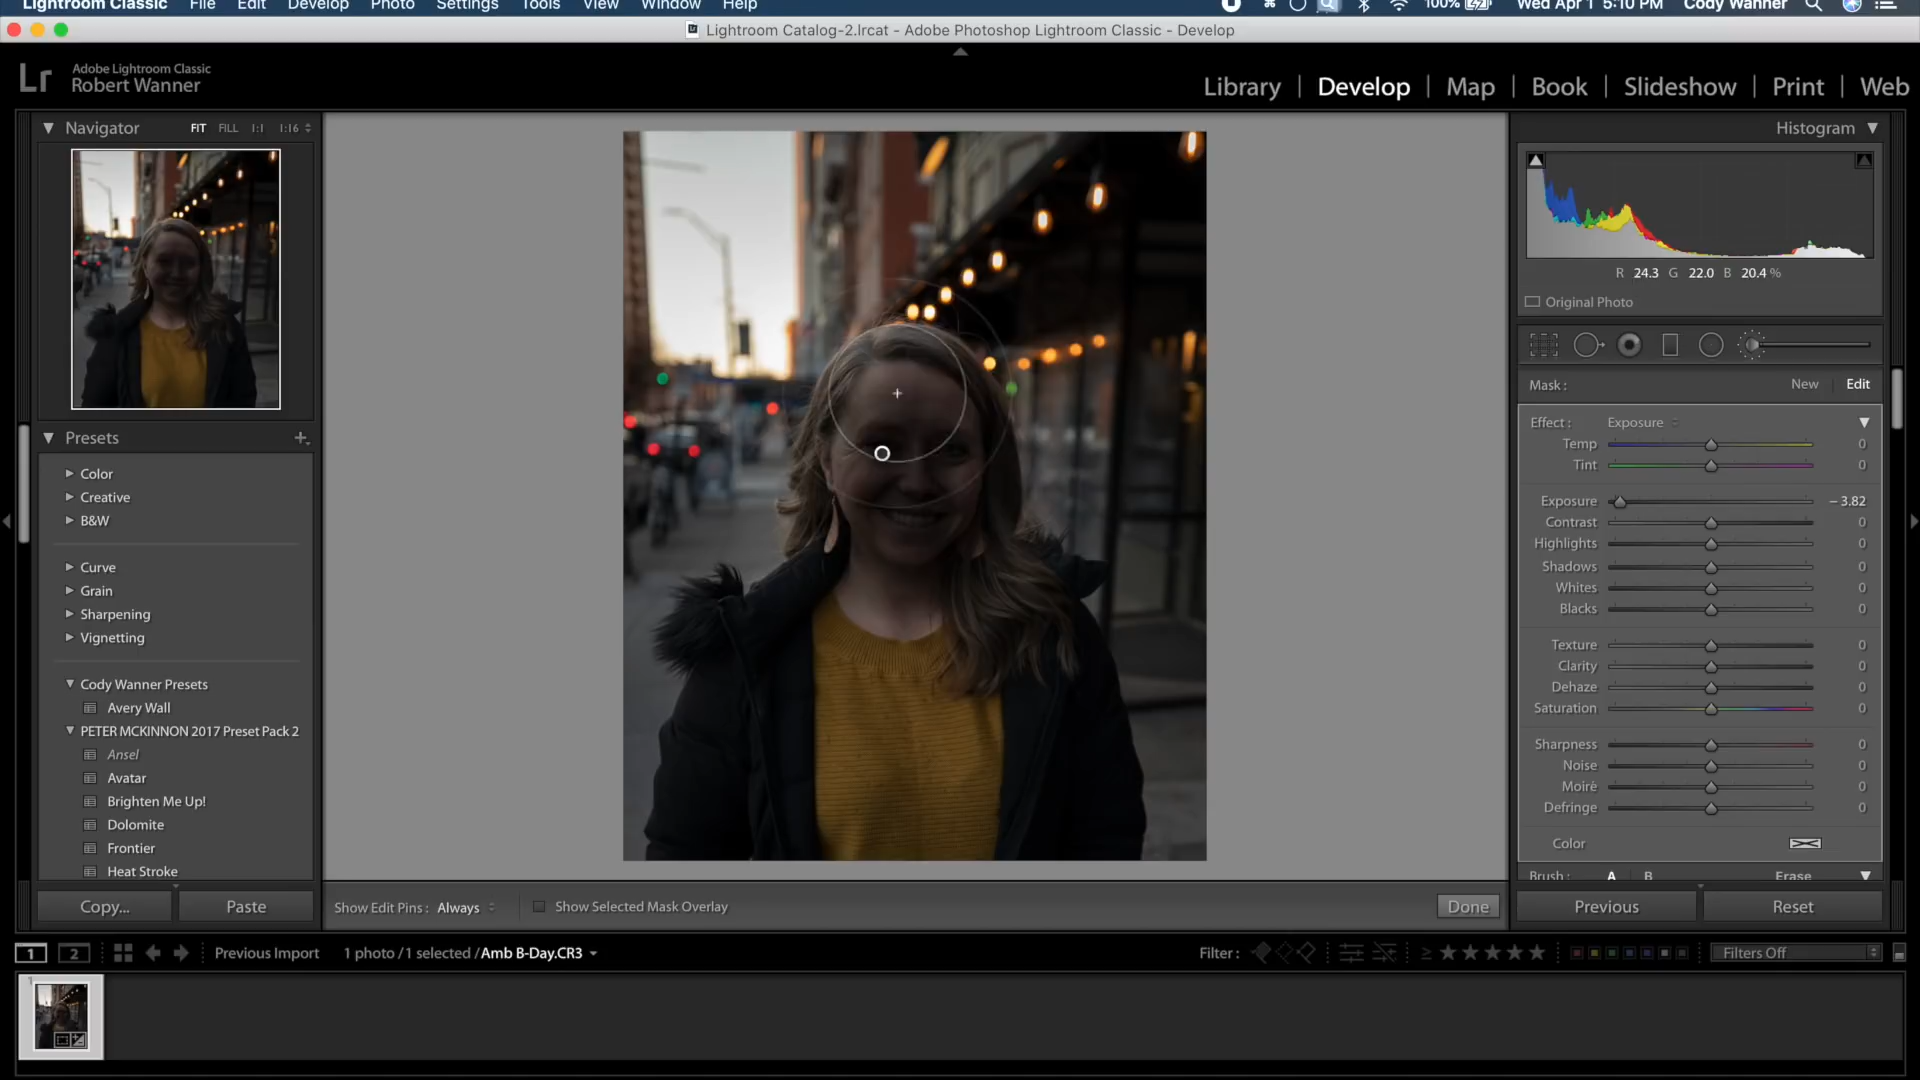 Lightroom Classic File Edit Develop Photo Settings Tools View Window Help 100% Wed Apr 1 5:10 PM Cody Wanner
Lightroom Catalog-2.lrcat - Adobe Photoshop Lightroom Classic - Develop
Lr Adobe Lightroom Classic
Robert Wanner
Library | Develop | Map | Book | Slideshow | Print | Web
Navigator FIT FILL 1:1 1:16
Histogram
R 24.3 G 22.0 B 20.4 %
Original Photo
Mask : New Edit
Effect : Exposure
Temp 0
Tint 0
Exposure – 3.82
Contrast 0
Highlights 0
Shadows 0
Whites 0
Blacks 0
Texture 0
Clarity 0
Dehaze 0
Saturation 0
Sharpness 0
Noise 0
Moiré 0
Defringe 0
Color
Brush : A B Erase
Presets
Color
Creative
B&W
Curve
Grain
Sharpening
Vignetting
Cody Wanner Presets
Avery Wall
PETER MCKINNON 2017 Preset Pack 2
Ansel
Avatar
Brighten Me Up!
Dolomite
Frontier
Heat Stroke
Copy... Paste
Show Edit Pins : Always Show Selected Mask Overlay Done
Previous Reset
1 2 Previous Import 1 photo / 1 selected / Amb B-Day.CR3 Filter : ≥ Filters Off
1